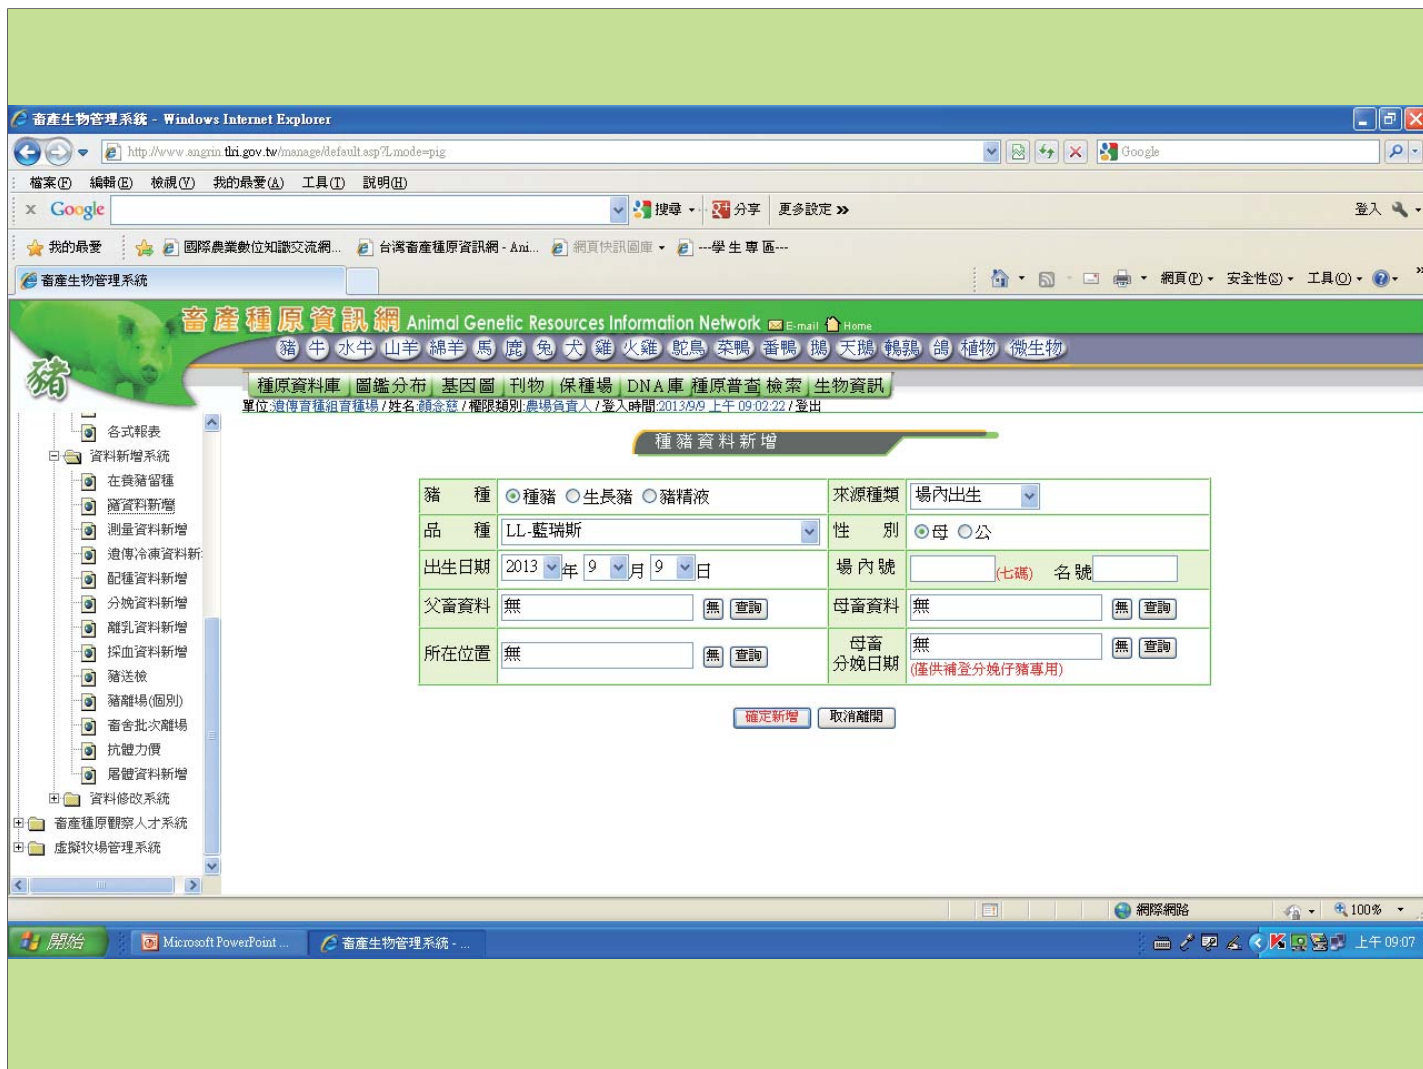 畜產生物管理系統 - Windows Internet Explorer
http://www.angrin.tlri.gov.tw/manage/default.asp?Lmode=pig
Google
檔案(F) 編輯(E) 檢視(V) 我的最愛(A) 工具(T) 說明(H)
x Google 搜尋 分享 更多設定 » 登入
我的最愛 國際農業數位知識交流網... 台灣畜產種原資訊網 - Ani... 網頁快訊圖庫 ---學生專區---
畜產生物管理系統 網頁(P) 安全性(S) 工具(O) »
畜產種原資訊網 Animal Genetic Resources Information Network E-mail Home
豬 牛 水牛 山羊 綿羊 馬 鹿 兔 犬 雞 火雞 鴕鳥 菜鴨 番鴨 鵝 天鵝 鵪鶉 鴿 植物 微生物
豬
種原資料庫 圖鑑分布 基因圖 刊物 保種場 DNA庫 種原普查 檢索 生物資訊
單位:遺傳育種組育種場 / 姓名:顏念慈 / 權限類別:農場負責人 / 登入時間:2013/9/9 上午 09:02:22 / 登出
各式報表
資料新增系統
在養豬留種
豬資料新增
測量資料新增
遺傳冷凍資料新
配種資料新增
分娩資料新增
離乳資料新增
採血資料新增
豬送檢
豬離場(個別)
畜舍批次離場
抗體力價
屠體資料新增
資料修改系統
畜產種原觀察人才系統
虛擬牧場管理系統
種豬資料新增
豬 種 種豬 生長豬 豬精液 來源種類 場內出生
品 種 LL-藍瑞斯 性 別 母 公
出生日期 2013 年 9 月 9 日 場內號 (七碼) 名號
父畜資料 無 無 查詢 母畜資料 無 無 查詢
所在位置 無 無 查詢 母畜分娩日期 無 無 查詢
(僅供補登分娩仔豬專用)
確定新增 取消離開
網際網路 100%
開始 Microsoft PowerPoint ... 畜產生物管理系統 - ... 上午 09:07